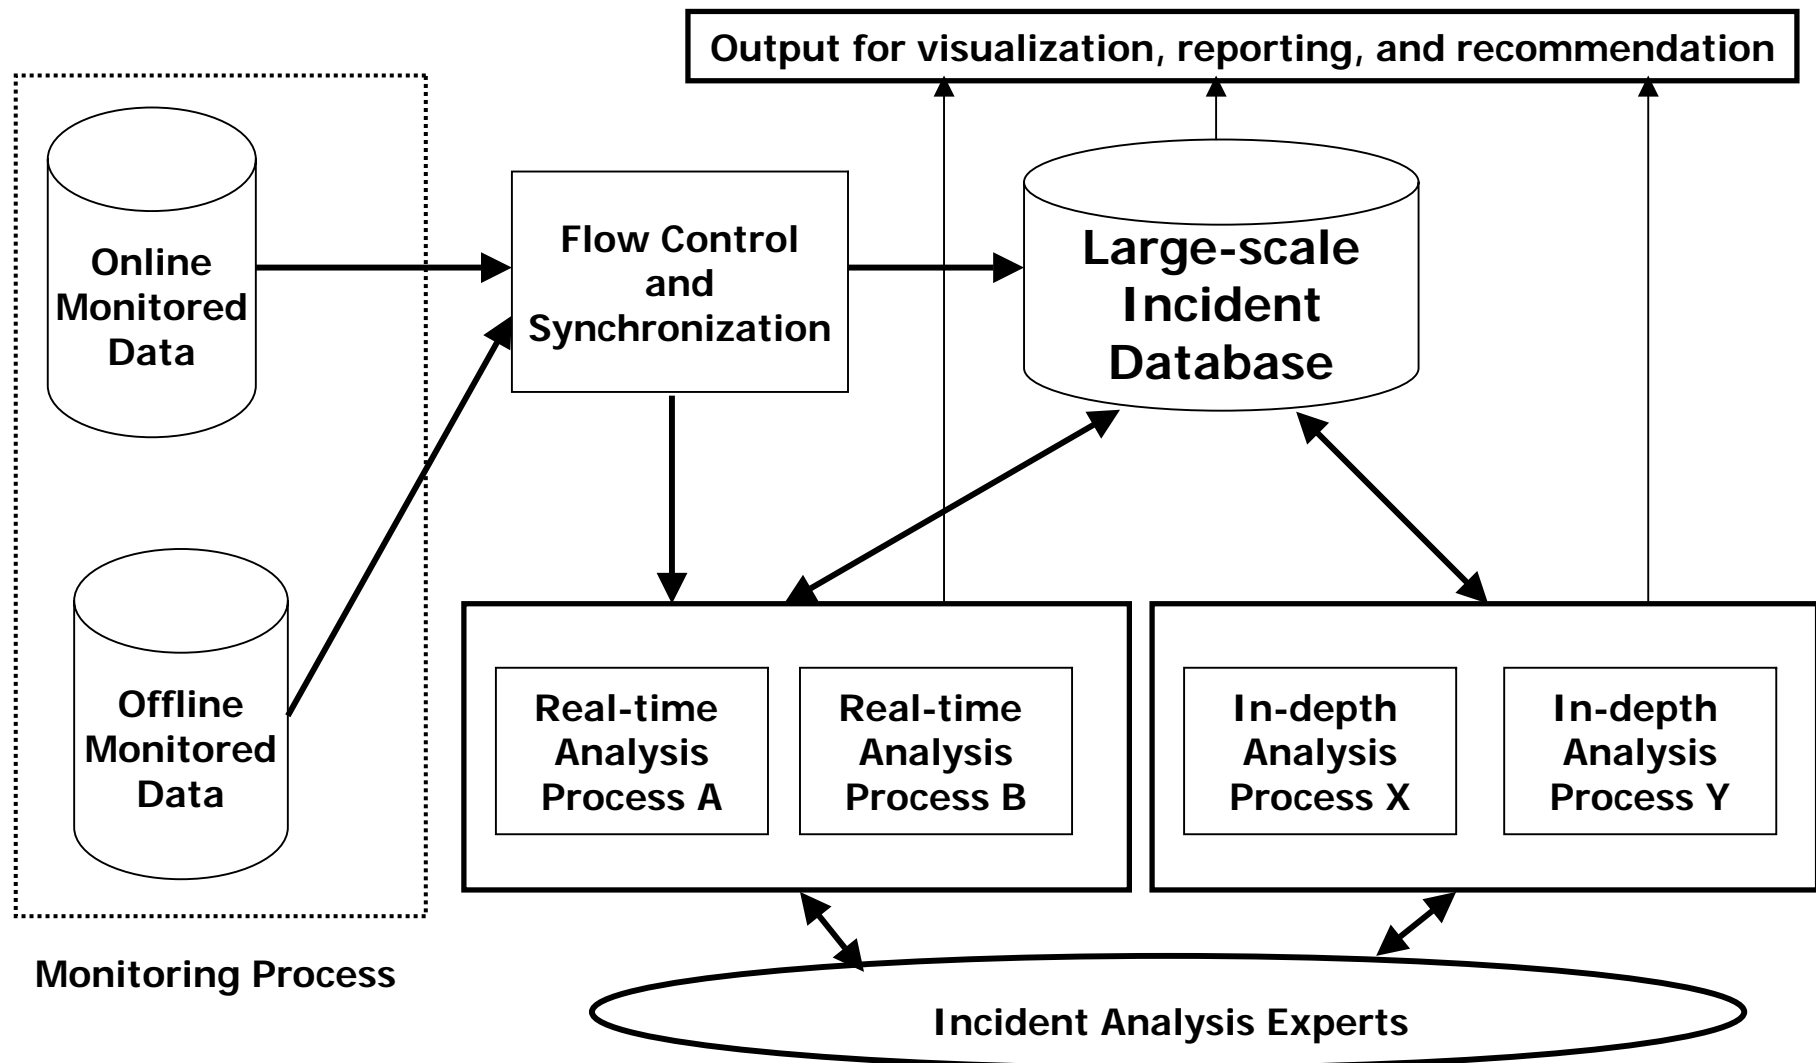 Output for visualization, reporting, and recommendation
Online
Monitored
Data
Flow Control
and
Synchronization
Large-scale
Incident
Database
Offline
Monitored
Data
Real-time
Analysis
Process A
Real-time
Analysis
Process B
In-depth
Analysis
Process X
In-depth
Analysis
Process Y
Monitoring Process
Incident Analysis Experts